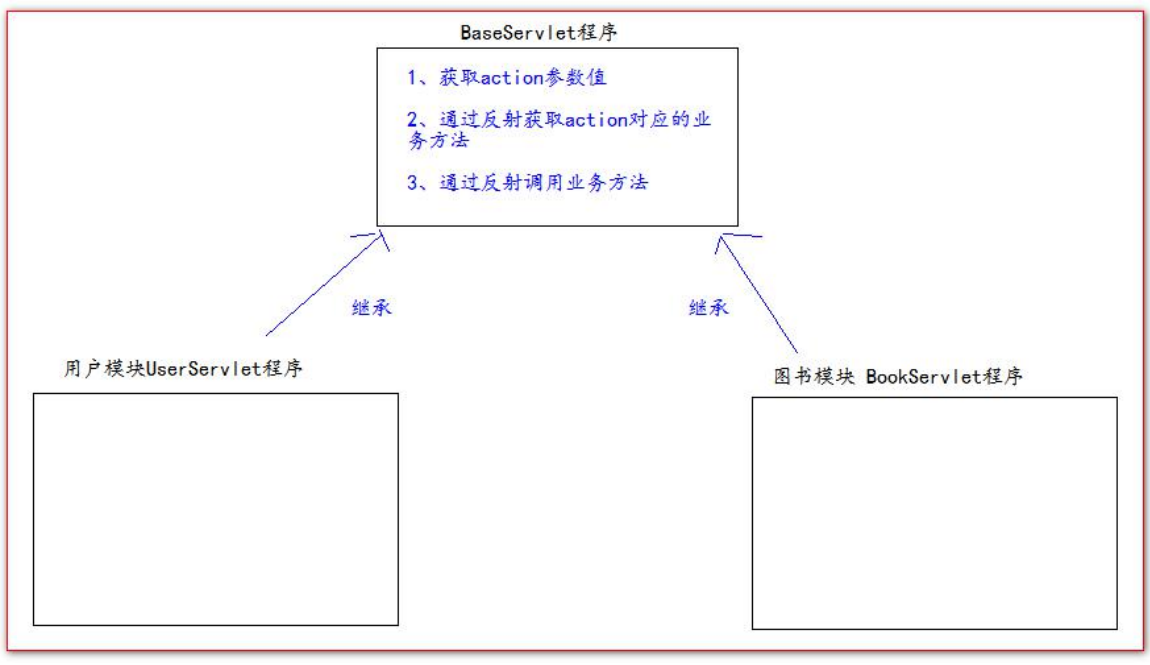 BaseServlet程序
1、获取action参数值
2、通过反射获取action对应的业
务方法
3、通过反射调用业务方法
继承
继承
用户模块UserServlet程序
图书模块 BookServlet程序